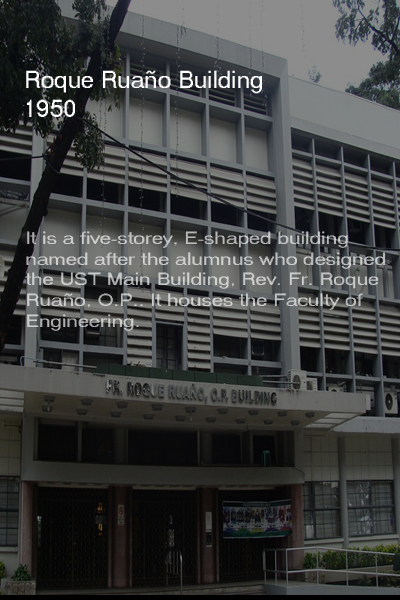 Roque Ruaño Building
1950
It is a five-storey, E-shaped building
named after the alumnus who designed
the UST Main Building, Rev. Fr. Roque
Ruaño, O.P.. It houses the Faculty of
Engineering.
FR. ROQUE RUAÑO, O.P. BUILDING